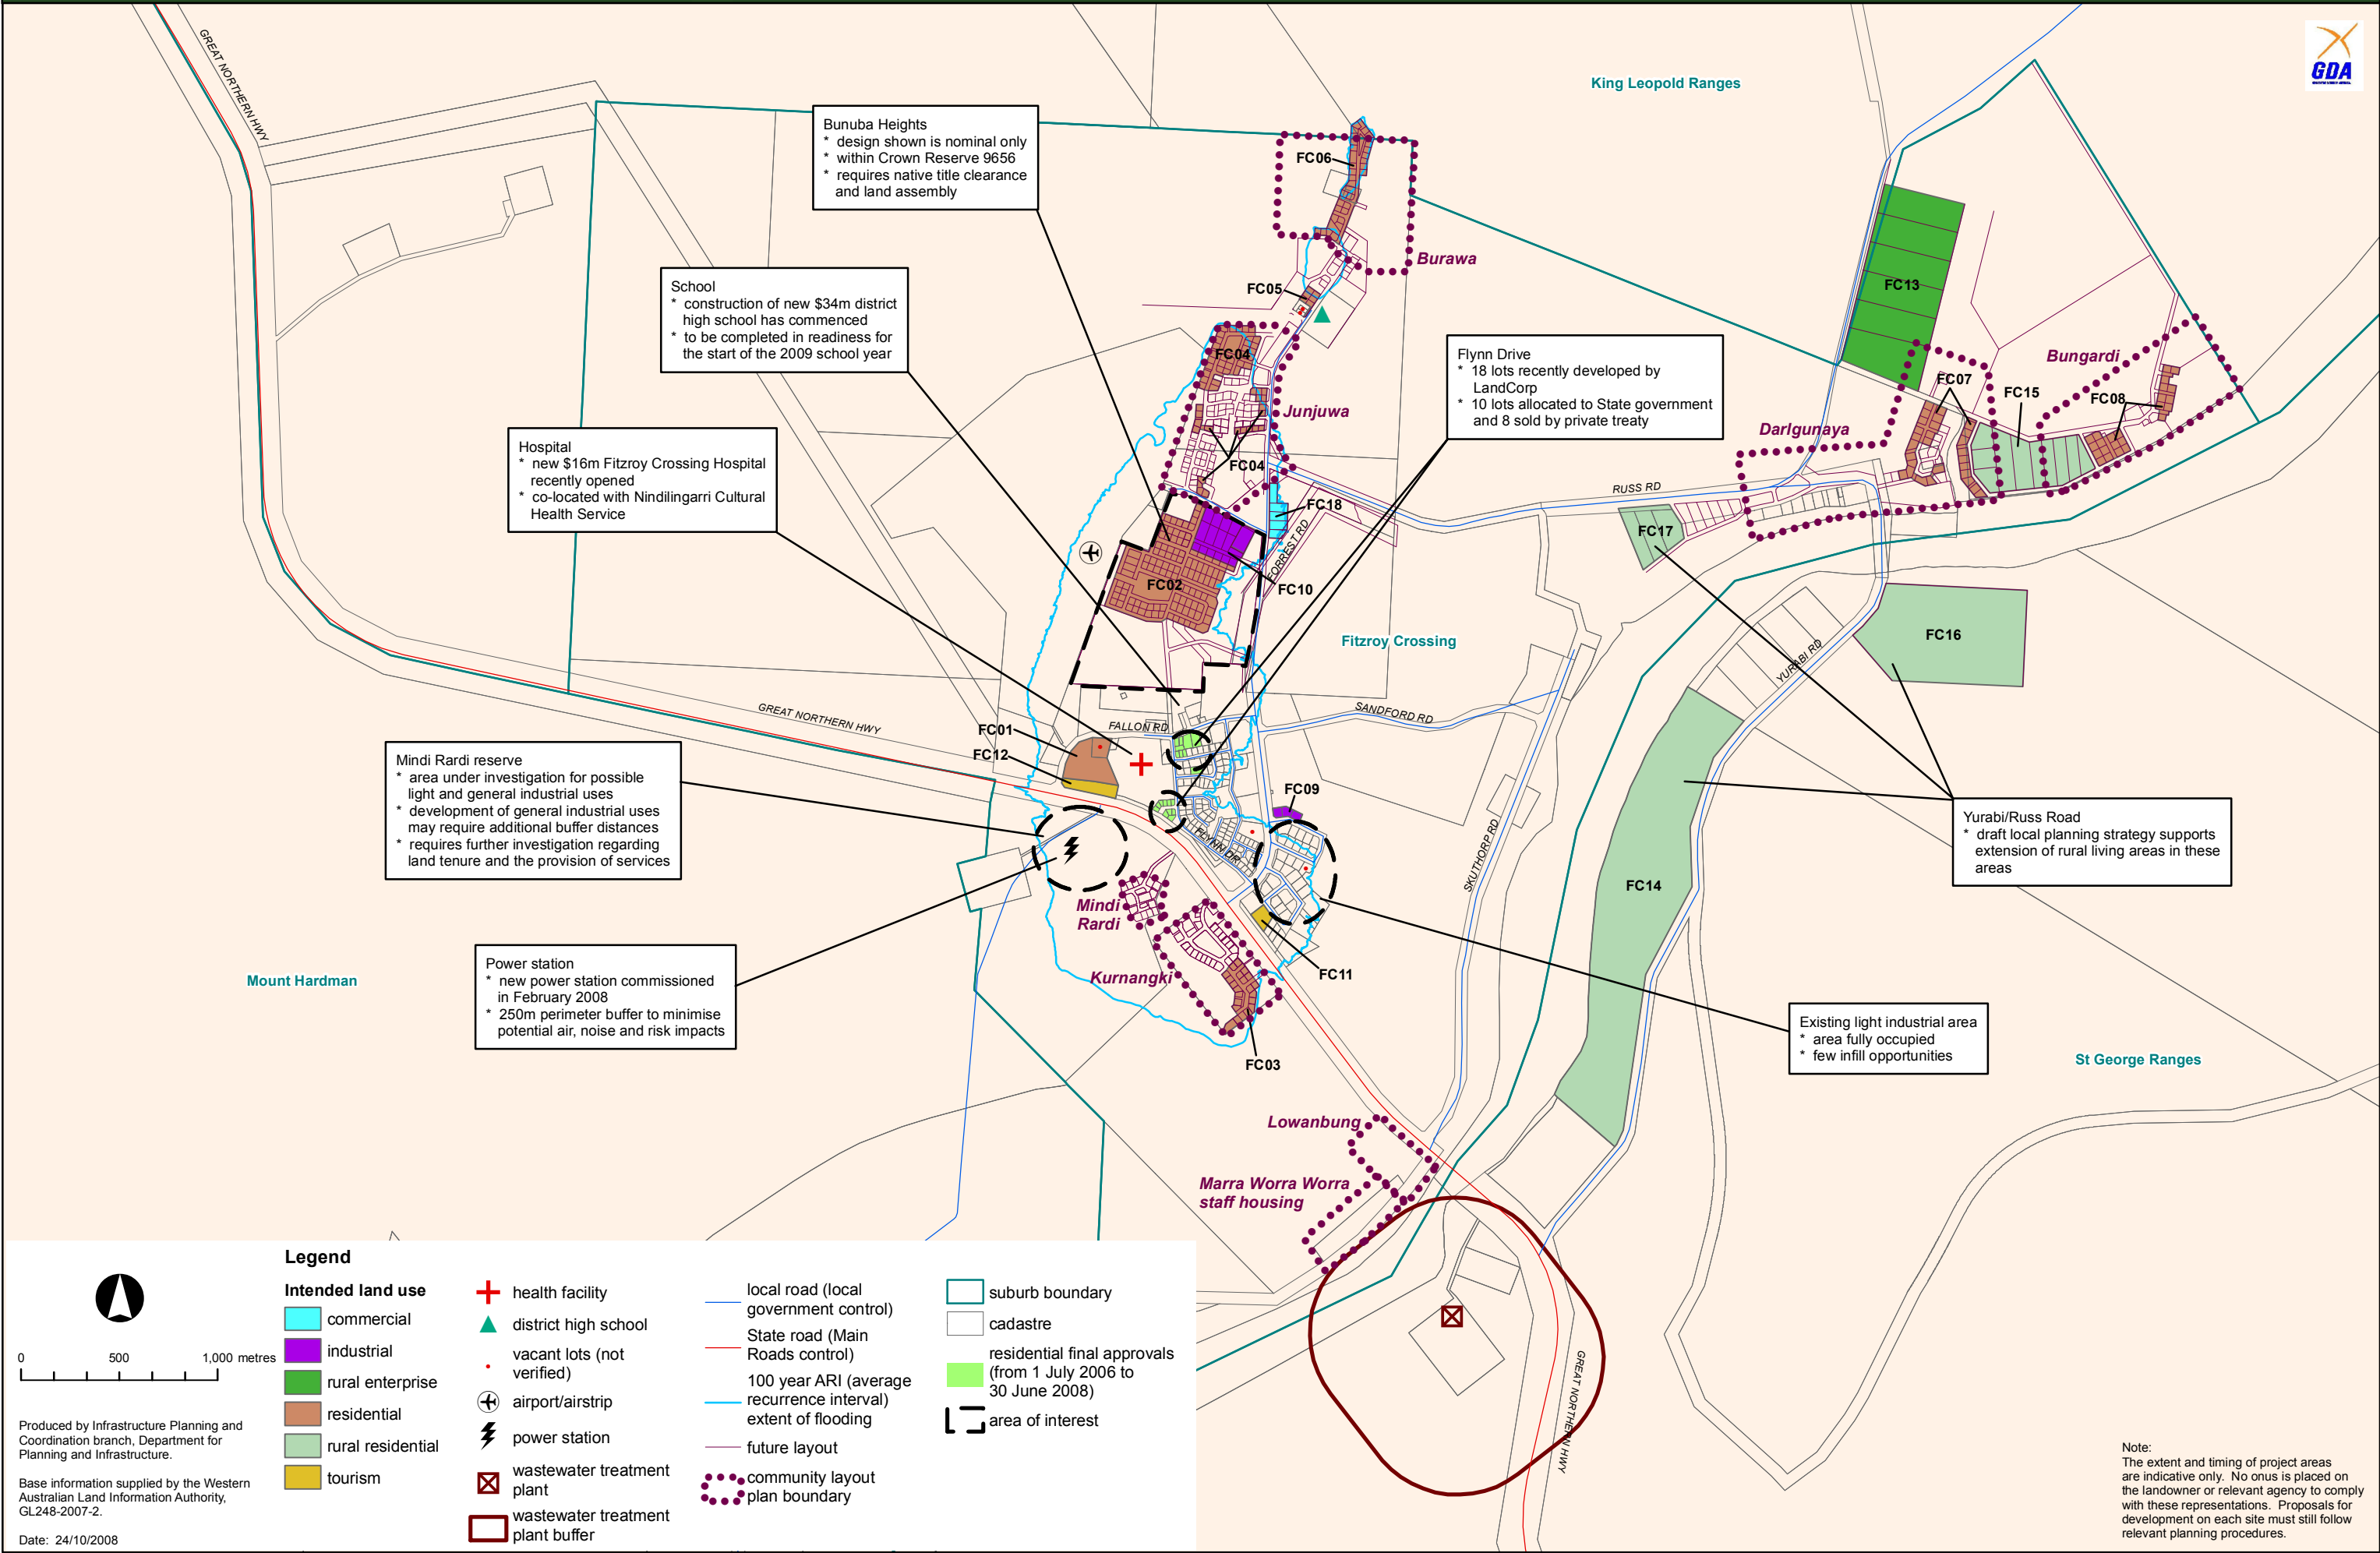 GREAT NORTHERN HWY
King Leopold Ranges
GDA
Bunuba Heights
* design shown is nominal only
* within Crown Reserve 9656
* requires native title clearance
and land assembly
FC06
Burawa
School
* construction of new $34m district
high school has commenced
* to be completed in readiness for
the start of the 2009 school year
FC05
FC13
Flynn Drive
* 18 lots recently developed by
LandCorp
* 10 lots allocated to State government
and 8 sold by private treaty
FC04
Bungardi
FC07
FC15
FC08
Junjuwa
Darlgunaya
Hospital
* new $16m Fitzroy Crossing Hospital
recently opened
* co-located with Nindilingarri Cultural
Health Service
FC04
RUSS RD
FC18
FC17
FORREST RD
FC02
FC10
Fitzroy Crossing
FC16
YURABI RD
GREAT NORTHERN HWY
FALLON RD
SANDFORD RD
FC01
FC12
Mindi Rardi reserve
* area under investigation for possible
light and general industrial uses
* development of general industrial uses
may require additional buffer distances
* requires further investigation regarding
land tenure and the provision of services
FC09
FLYNN DR
SKUTHORP RD
Yurabi/Russ Road
* draft local planning strategy supports
extension of rural living areas in these
areas
FC14
Mindi
Rardi
Kurnangki
FC11
Power station
* new power station commissioned
in February 2008
* 250m perimeter buffer to minimise
potential air, noise and risk impacts
Mount Hardman
Existing light industrial area
* area fully occupied
* few infill opportunities
St George Ranges
FC03
Lowanbung
Marra Worra Worra
staff housing
GREAT NORTHERN HWY
Legend
Intended land use
commercial
industrial
rural enterprise
residential
rural residential
tourism
health facility
district high school
vacant lots (not
verified)
airport/airstrip
power station
wastewater treatment
plant
wastewater treatment
plant buffer
local road (local
government control)
State road (Main
Roads control)
100 year ARI (average
recurrence interval)
extent of flooding
future layout
community layout
plan boundary
suburb boundary
cadastre
residential final approvals
(from 1 July 2006 to
30 June 2008)
area of interest
0 500 1,000 metres
Produced by Infrastructure Planning and
Coordination branch, Department for
Planning and Infrastructure.
Base information supplied by the Western
Australian Land Information Authority,
GL248-2007-2.
Date: 24/10/2008
Note:
The extent and timing of project areas
are indicative only. No onus is placed on
the landowner or relevant agency to comply
with these representations. Proposals for
development on each site must still follow
relevant planning procedures.